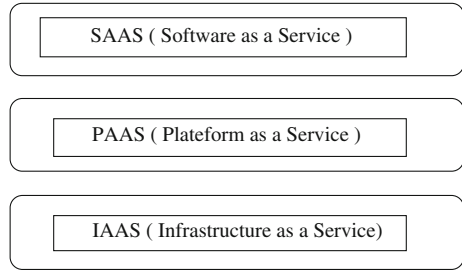 SAAS ( Software as a Service )
PAAS ( Plateform as a Service )
IAAS ( Infrastructure as a Service)